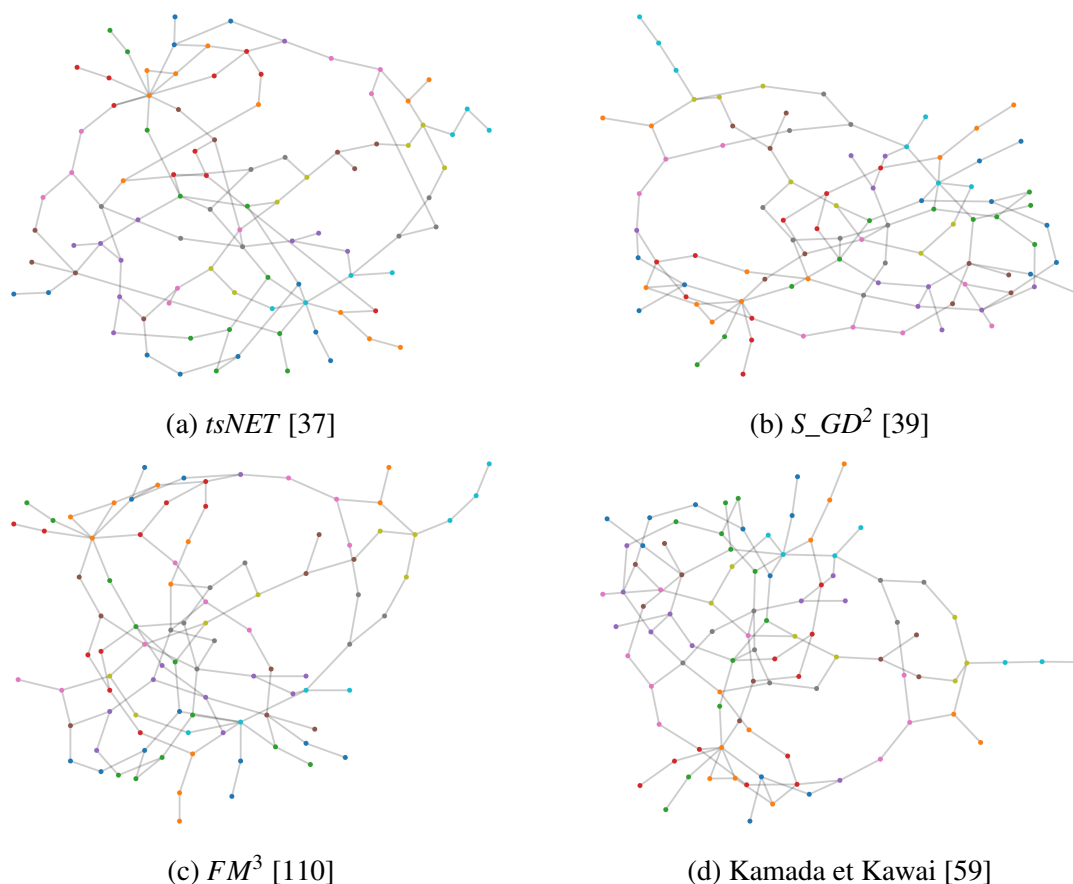 (a) tsNET [37]
(b) S_GD² [39]
(c) FM³ [110]
(d) Kamada et Kawai [59]